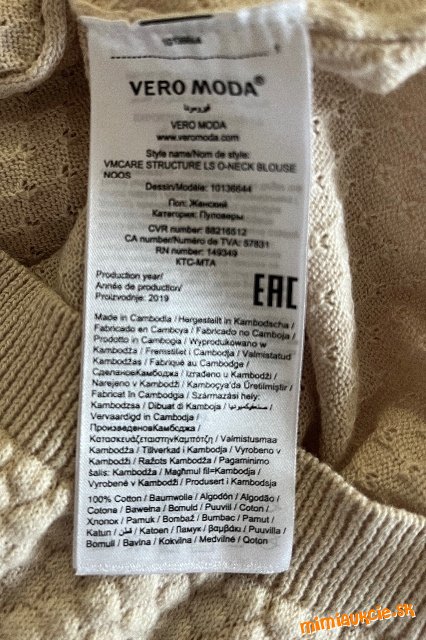 VERO MODA®
ڤيرومودا
VERO MODA
www.veromoda.com
Style name/Nom de style:
VMCARE STRUCTURE LS O-NECK BLOUSE
NOOS
Dessin/Modèle: 10136644
Пол: Женский
Категория: Пуловеры
CVR number: 88216512
CA number/Numéro de TVA: 57831
RN number: 149349
KTC-MTA
Production year/
Année de production/
Proizvodnje: 2019
EAC
Made in Cambodia / Hergestellt in Kambodscha /
Fabricado en Camboya / Fabricado no Camboja /
Prodotto in Cambogia / Wyprodukowano w
Kambodża / Fremstillet i Cambodja / Valmistatud
Kambodžas / Fabriqué au Cambodge /
СделаноКамбоджа / Izrađeno u Kambodži /
Narejeno v Kambodži / Kamboçya'da Üretilmiştir /
Fabricat în Cambodgia / Származási hely:
Kambodzsa / Dibuat di Kamboja /
Vervaardigd in Cambodja /
ПроизведеноКамбоджа /
ΚατασκευάζεταιστηνΚαμπότζη / Valmistusmaa
Kambodža / Tillverkad i Kambodja / Vyrobeno v
Kambodži / Ražots Kambodža / Pagaminimo
šalis: Kambodža / Magħmul fil=Kambodja /
Vyrobené v Kambodži / Produsert i Kambodsja
100% Cotton / Baumwolle / Algodón / Algodão /
Cotone / Bawełna / Bomuld / Puuvill / Coton /
Хлопок / Pamuk / Bombaž / Bumbac / Pamut /
Katun / قطن / Katoen / Памук / βαμβάκι / Puuvilla /
Bomull / Bavlna / Kokvilna / Medvilnė / Qoton
mimiaukcie.sk